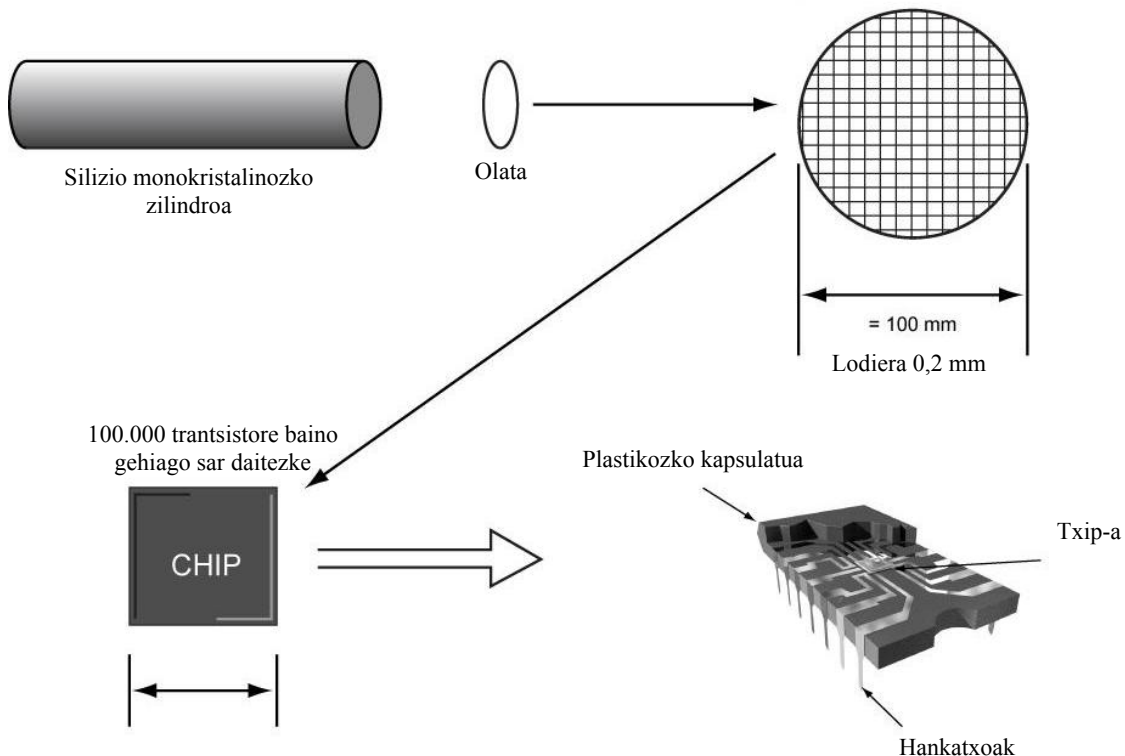 Silizio monokristalinozko
zilindroa
Olata
= 100 mm
Lodiera 0,2 mm
100.000 trantsistore baino
gehiago sar daitezke
CHIP
Plastikozko kapsulatua
Txip-a
Hankatxoak